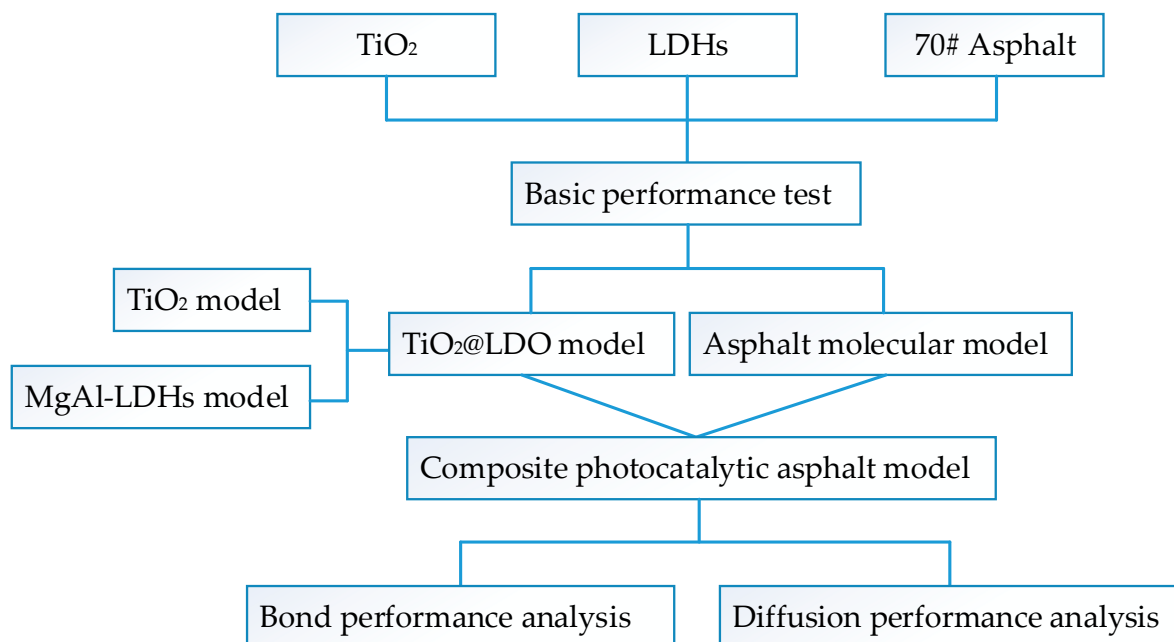 TiO₂
LDHs
70# Asphalt
Basic performance test
TiO₂ model
TiO₂@LDO model
Asphalt molecular model
MgAl-LDHs model
Composite photocatalytic asphalt model
Bond performance analysis
Diffusion performance analysis